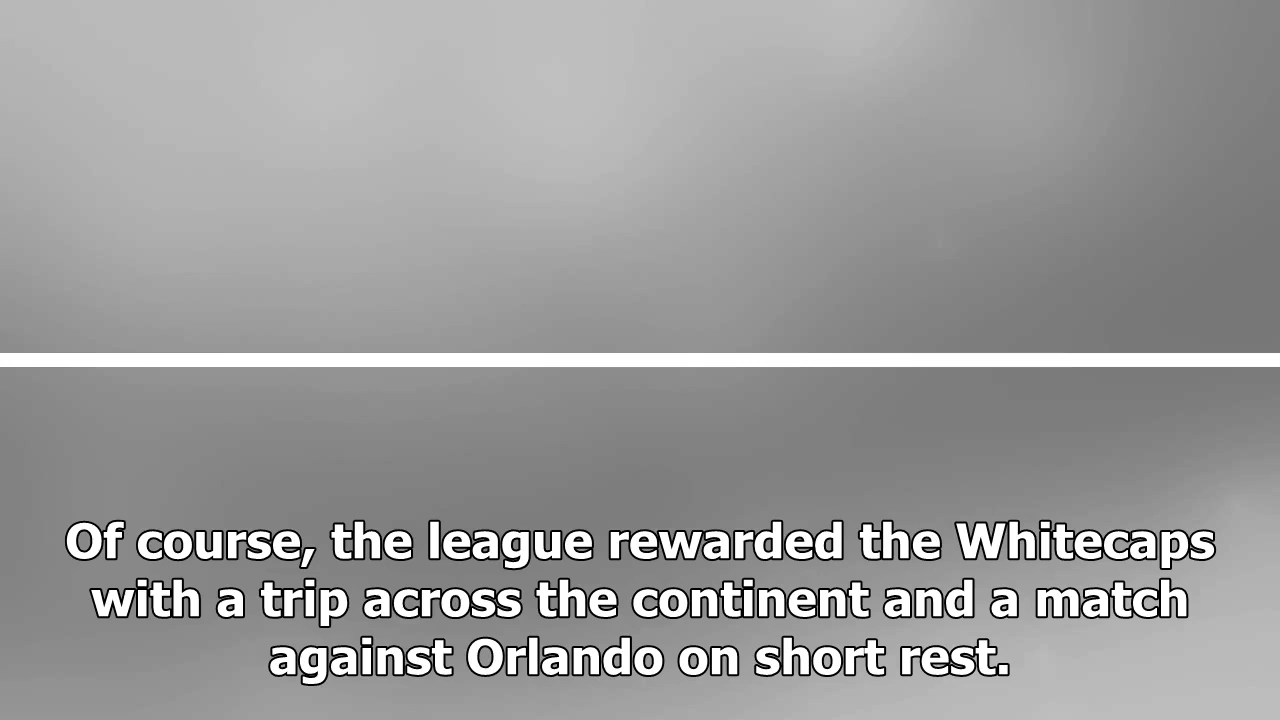 Of course, the league rewarded the Whitecaps
with a trip across the continent and a match
against Orlando on short rest.